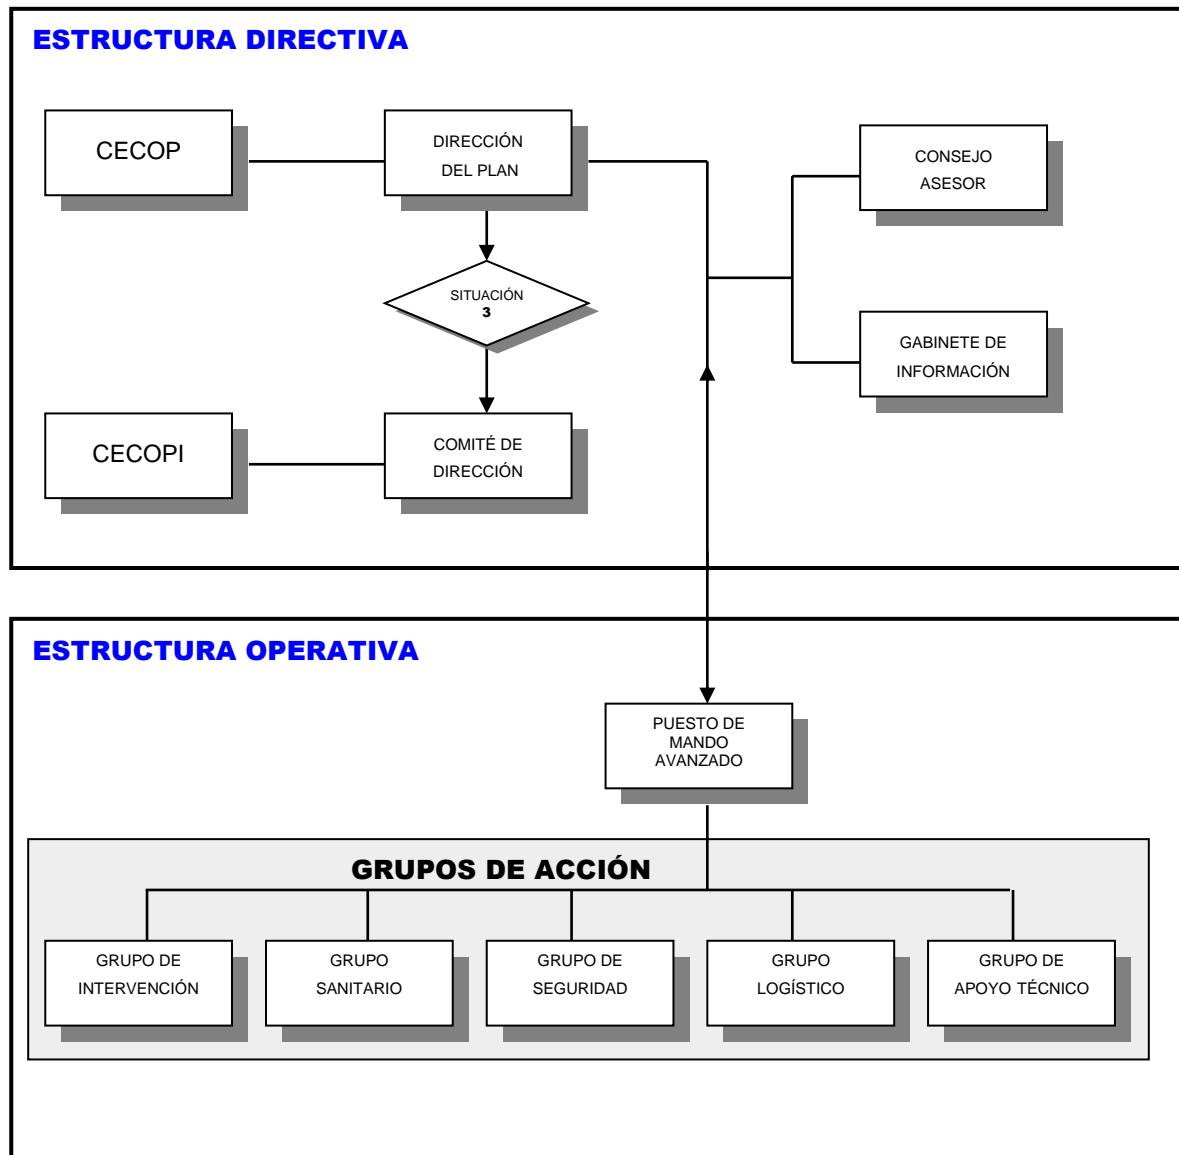 ESTRUCTURA DIRECTIVA
CECOP
DIRECCIÓN
DEL PLAN
CONSEJO
ASESOR
SITUACIÓN
3
GABINETE DE
INFORMACIÓN
CECOPI
COMITÉ DE
DIRECCIÓN
ESTRUCTURA OPERATIVA
PUESTO DE
MANDO
AVANZADO
GRUPOS DE ACCIÓN
GRUPO DE
INTERVENCIÓN
GRUPO
SANITARIO
GRUPO DE
SEGURIDAD
GRUPO
LOGÍSTICO
GRUPO DE
APOYO TÉCNICO